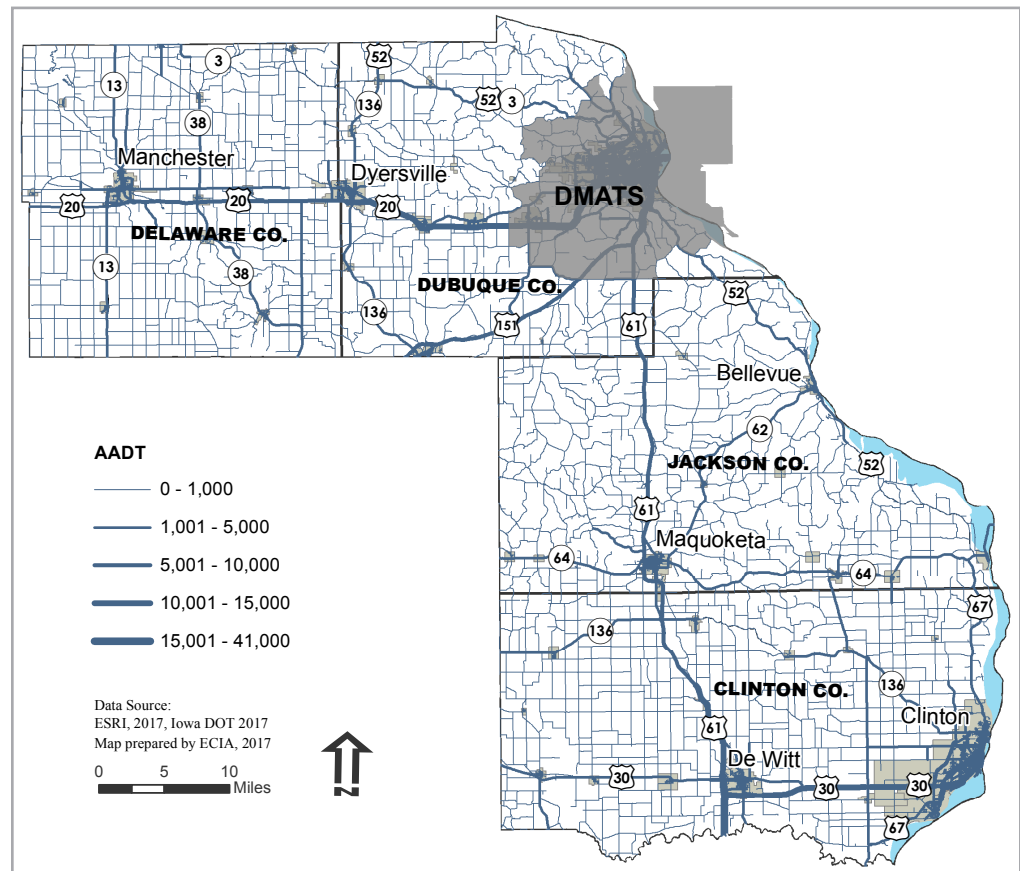 3
52
13
136
52
3
38
Manchester
Dyersville
DMATS
20
20
20
DELAWARE CO.
13
38
DUBUQUE CO.
52
136
151
61
Bellevue
62
JACKSON CO.
52
AADT
0 - 1,000
1,001 - 5,000
5,001 - 10,000
10,001 - 15,000
15,001 - 41,000
61
Maquoketa
64
64
67
136
CLINTON CO.
136
Clinton
61
De Witt
30
30
30
67
Data Source:
ESRI, 2017, Iowa DOT 2017
Map prepared by ECIA, 2017
0 5 10
Miles
N